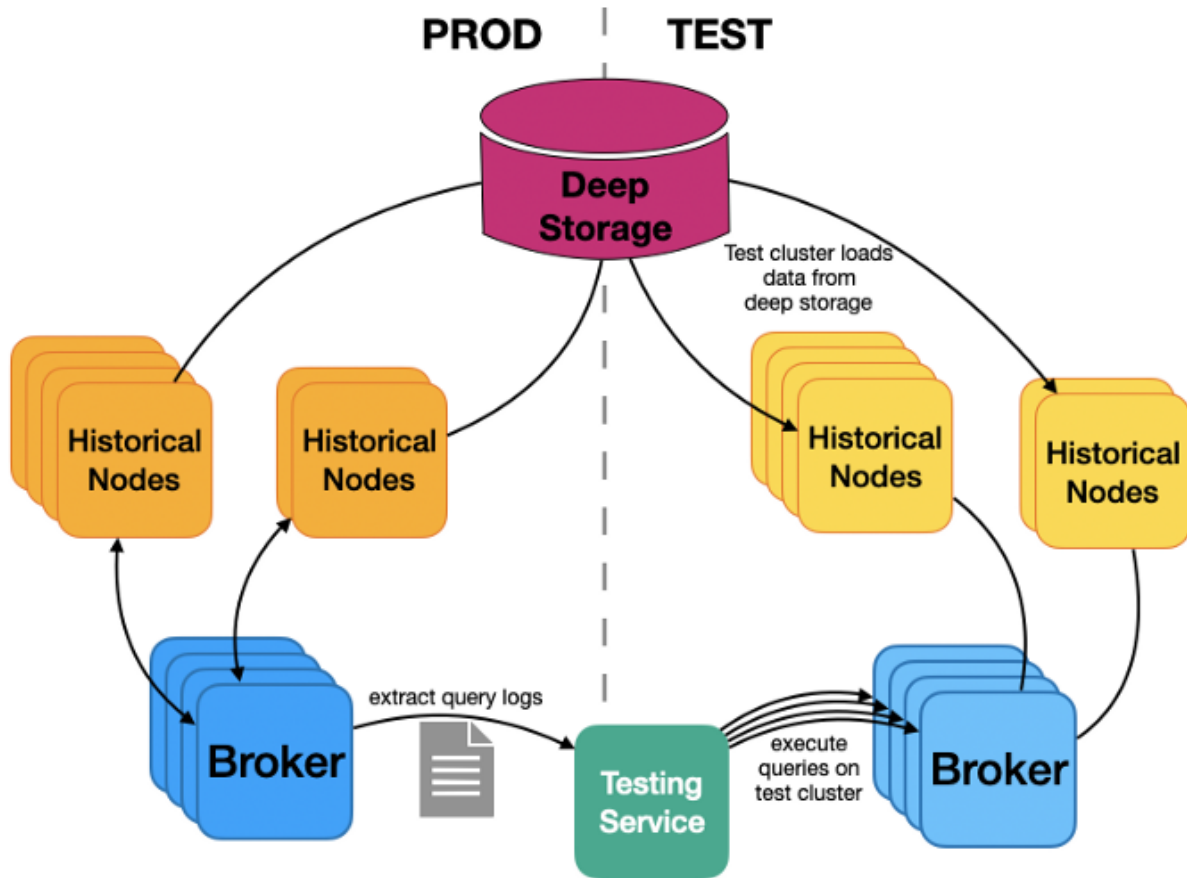 PROD
TEST
Deep
Storage
Test cluster loads
data from
deep storage
Historical
Nodes
Historical
Nodes
Historical
Nodes
Historical
Nodes
extract query logs
Broker
Testing
Service
execute
queries on
test cluster
Broker